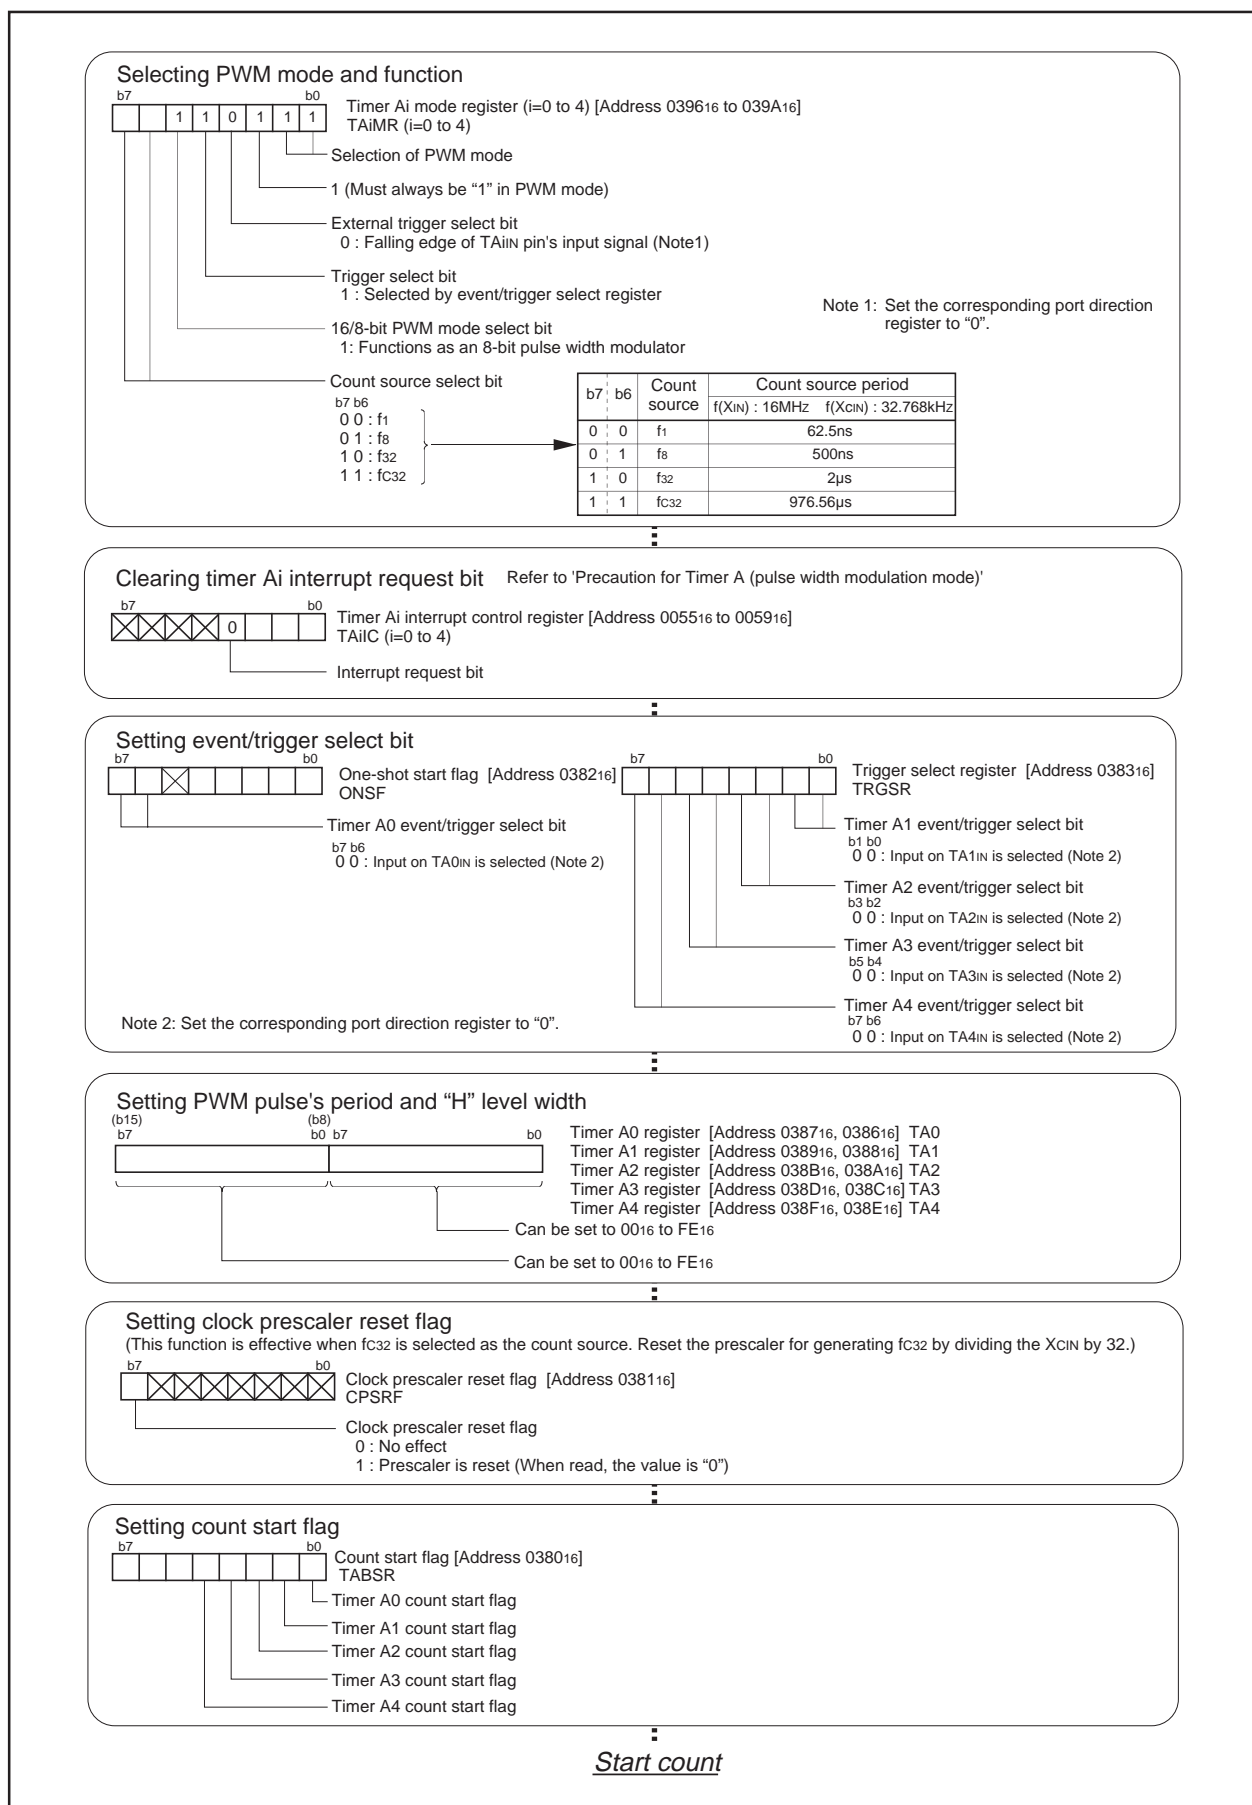 Selecting PWM mode and function
b7 b0
1 1 0 1 1 1
Timer Ai mode register (i=0 to 4) [Address 039616 to 039A16]
TAiMR (i=0 to 4)
Selection of PWM mode
1 (Must always be “1” in PWM mode)
External trigger select bit
0 : Falling edge of TAiIN pin's input signal (Note1)
Trigger select bit
1 : Selected by event/trigger select register
Note 1: Set the corresponding port direction
register to “0”.
16/8-bit PWM mode select bit
1: Functions as an 8-bit pulse width modulator
Count source select bit
b7 b6
0 0 : f1
0 1 : f8
1 0 : f32
1 1 : fC32
b7 b6 Count source Count source period
f(XIN) : 16MHz f(XCIN) : 32.768kHz
0 0 f1 62.5ns
0 1 f8 500ns
1 0 f32 2µs
1 1 fC32 976.56µs
Clearing timer Ai interrupt request bit Refer to 'Precaution for Timer A (pulse width modulation mode)'
b7 b0
0
Timer Ai interrupt control register [Address 005516 to 005916]
TAiIC (i=0 to 4)
Interrupt request bit
Setting event/trigger select bit
b7 b0
One-shot start flag [Address 038216]
ONSF
Timer A0 event/trigger select bit
b7 b6
0 0 : Input on TA0IN is selected (Note 2)
b7 b0
Trigger select register [Address 038316]
TRGSR
Timer A1 event/trigger select bit
b1 b0
0 0 : Input on TA1IN is selected (Note 2)
Timer A2 event/trigger select bit
b3 b2
0 0 : Input on TA2IN is selected (Note 2)
Timer A3 event/trigger select bit
b5 b4
0 0 : Input on TA3IN is selected (Note 2)
Timer A4 event/trigger select bit
b7 b6
0 0 : Input on TA4IN is selected (Note 2)
Note 2: Set the corresponding port direction register to “0”.
Setting PWM pulse's period and “H” level width
(b15) (b8)
b7 b0 b7 b0
Timer A0 register [Address 038716, 038616] TA0
Timer A1 register [Address 038916, 038816] TA1
Timer A2 register [Address 038B16, 038A16] TA2
Timer A3 register [Address 038D16, 038C16] TA3
Timer A4 register [Address 038F16, 038E16] TA4
Can be set to 0016 to FE16
Can be set to 0016 to FE16
Setting clock prescaler reset flag
(This function is effective when fC32 is selected as the count source. Reset the prescaler for generating fC32 by dividing the XCIN by 32.)
b7 b0
Clock prescaler reset flag [Address 038116]
CPSRF
Clock prescaler reset flag
0 : No effect
1 : Prescaler is reset (When read, the value is “0”)
Setting count start flag
b7 b0
Count start flag [Address 038016]
TABSR
Timer A0 count start flag
Timer A1 count start flag
Timer A2 count start flag
Timer A3 count start flag
Timer A4 count start flag
Start count